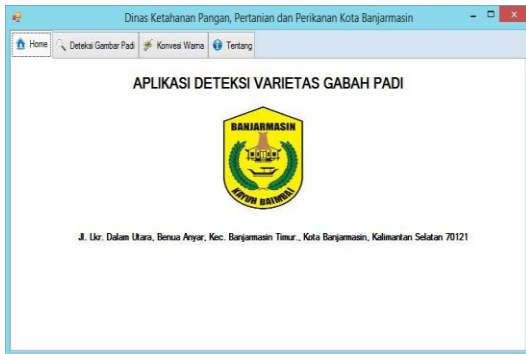 Dinas Ketahanan Pangan, Pertanian dan Perikanan Kota Banjarmasin
Home Deteksi Gambar Padi Konvesi Warna Tentang
APLIKASI DETEKSI VARIETAS GABAH PADI
BANJARMASIN
KAYUH BAIMBAI
Jl. Lkr. Dalam Utara, Benua Anyar, Kec. Banjarmasin Timur., Kota Banjarmasin, Kalimantan Selatan 70121